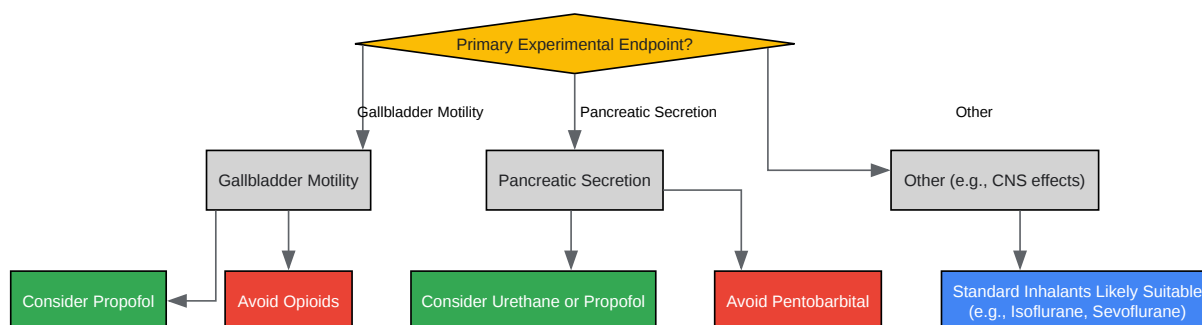 Primary Experimental Endpoint?
Gallbladder Motility
Pancreatic Secretion
Other
Gallbladder Motility
Pancreatic Secretion
Other (e.g., CNS effects)
Consider Propofol
Avoid Opioids
Consider Urethane or Propofol
Avoid Pentobarbital
Standard Inhalants Likely Suitable
(e.g., Isoflurane, Sevoflurane)